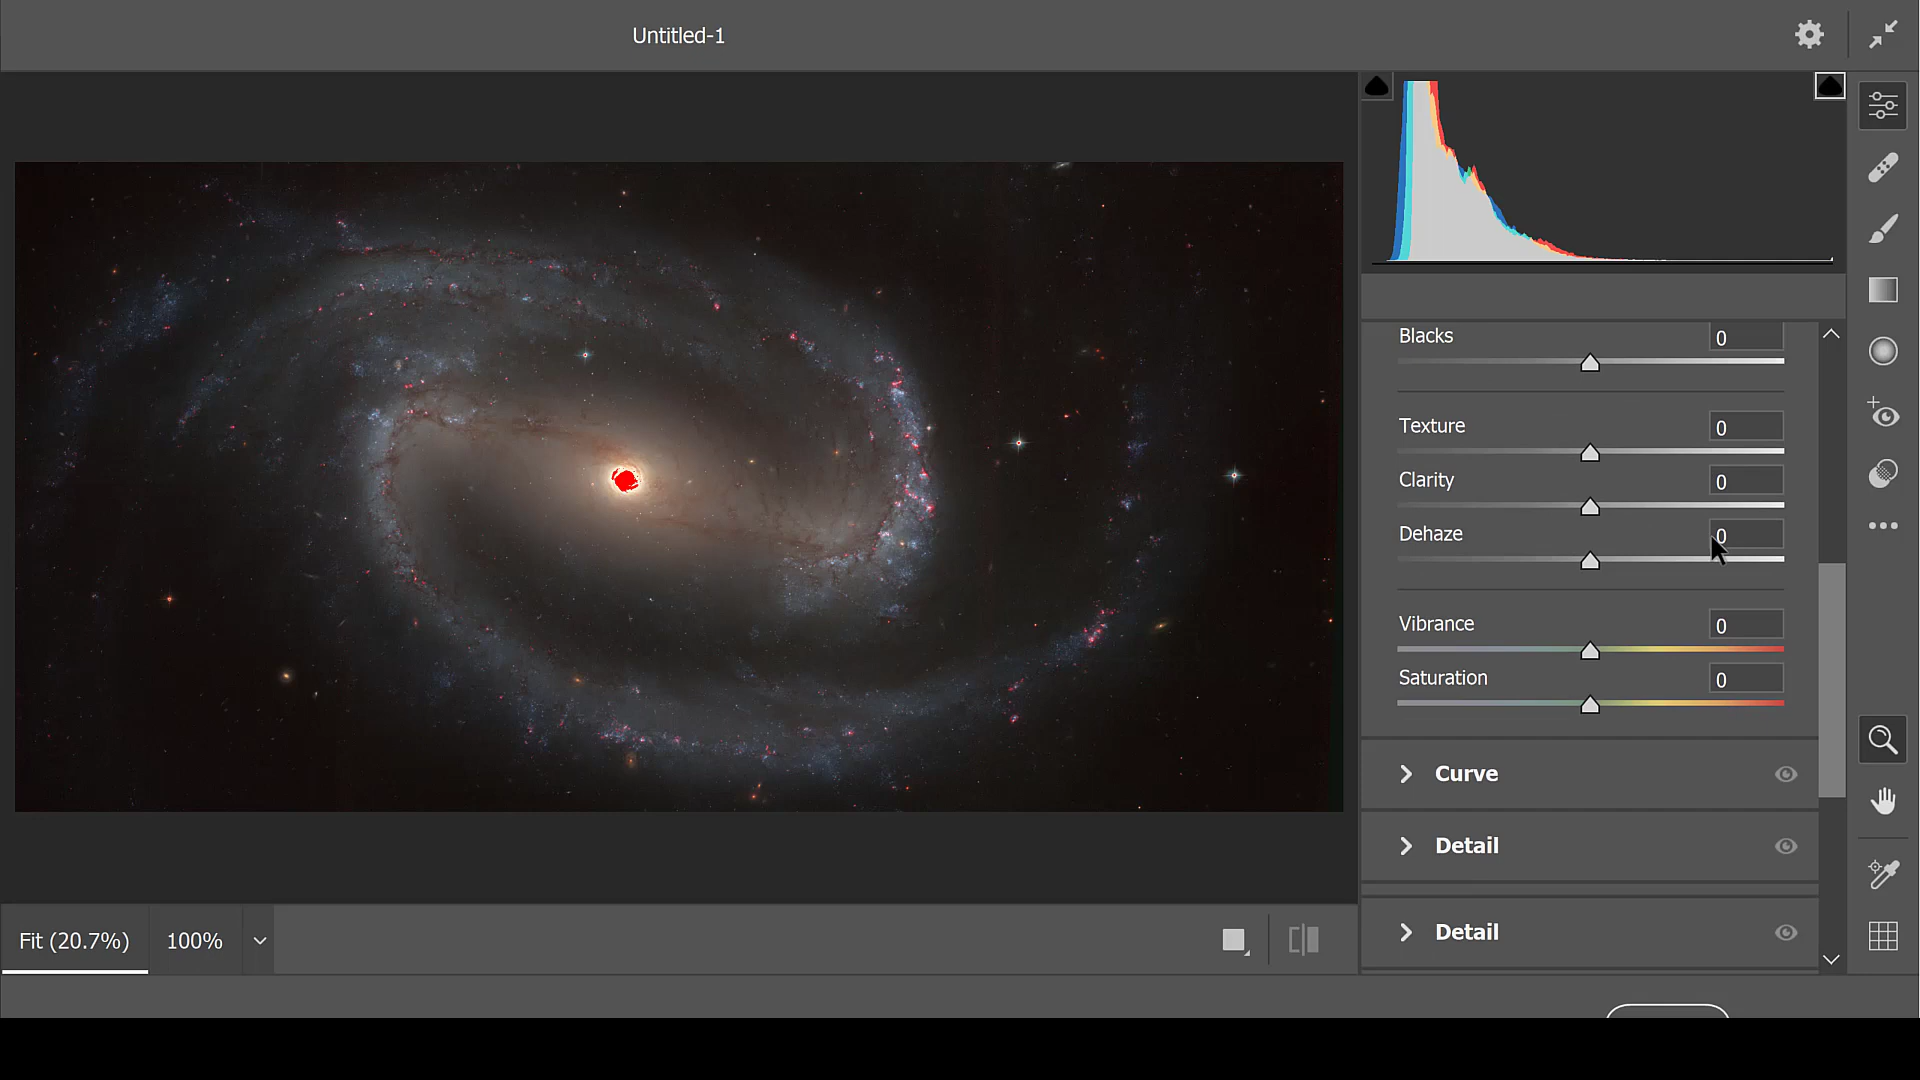 Untitled-1
Blacks 0
Texture 0
Clarity 0
Dehaze 0
Vibrance 0
Saturation 0
Curve
Detail
Detail
Fit (20.7%) 100%